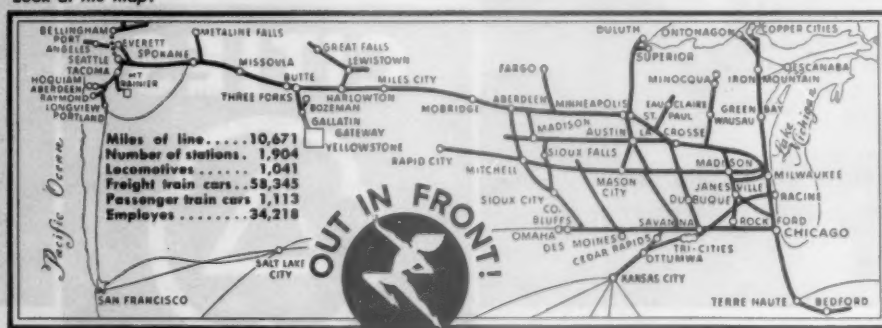 Look at the map!
BELLINGHAM
PORT
ANGELES
EVERETT
SEATTLE
TACOMA
HOQUIAM
ABERDEEN
RAYMOND
LONGVIEW
PORTLAND
MT.
RAINIER
SPOKANE
METALINE FALLS
MISSOULA
BUTTE
THREE FORKS
BOZEMAN
GALLATIN
GATEWAY
YELLOWSTONE
GREAT FALLS
LEWISTOWN
HARLOWTON
MILES CITY
MOBRIDGE
ABERDEEN
FARGO
MINNEAPOLIS
DULUTH
SUPERIOR
ONTONAGON
COPPER CITIES
ESCANABA
IRON
MOUNTAIN
MINOCQUA
EAU CLAIRE
ST.
PAUL
GREEN BAY
WAUSAU
MADISON
AUSTIN
LA CROSSE
RAPID CITY
MITCHELL
SIOUX FALLS
MASON
CITY
MADISON
MILWAUKEE
JANESVILLE
RACINE
SIOUX CITY
CO.
BLUFFS
OMAHA
DES MOINES
CEDAR RAPIDS
DUBUQUE
SAVANNA
ROCKFORD
CHICAGO
TRI-CITIES
OTTUMWA
KANSAS CITY
TERRE HAUTE
BEDFORD
Lake Michigan
Pacific Ocean
SALT LAKE
CITY
SAN FRANCISCO
Miles of line.....10,671
Number of stations. 1,904
Locomotives...... 1,041
Freight train cars..58,345
Passenger train cars 1,113
Employes ........34,218
OUT IN FRONT!